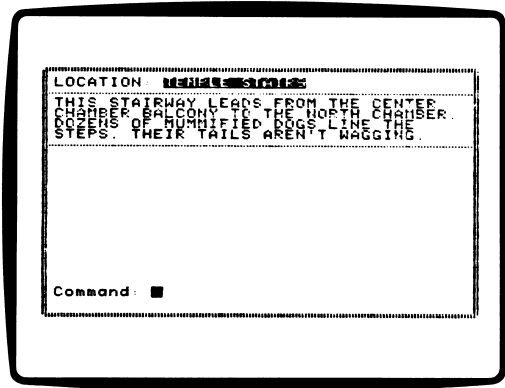 LOCATION: TEMPLE STAIRS
THIS STAIRWAY LEADS FROM THE CENTER
CHAMBER BALCONY TO THE NORTH CHAMBER.
DOZENS OF MUMMIFIED DOGS LINE THE
STEPS. THEIR TAILS AREN'T WAGGING.
Command: